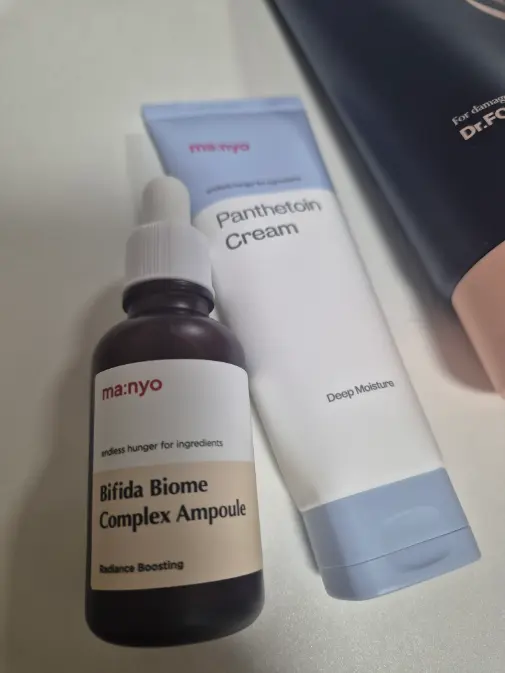 For damag
Dr.FO
ma:nyo
Panthetoin
Cream
Deep Moisture
ma:nyo
endless hunger for ingredients
Bifida Biome
Complex Ampoule
Radiance Boosting